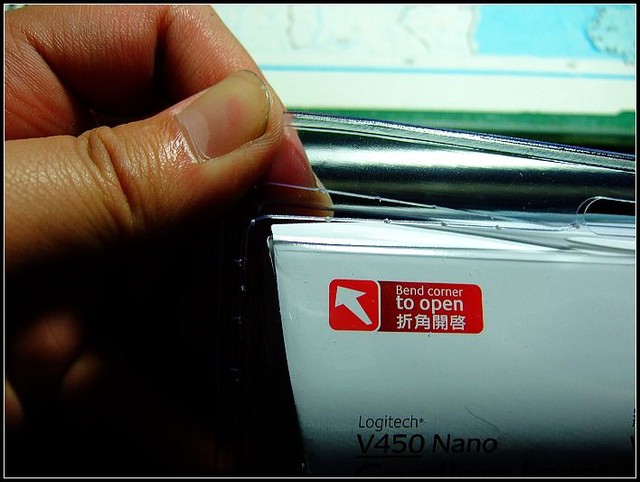 Bend corner
to open
折角開啓
Logitech®
V450 Nano